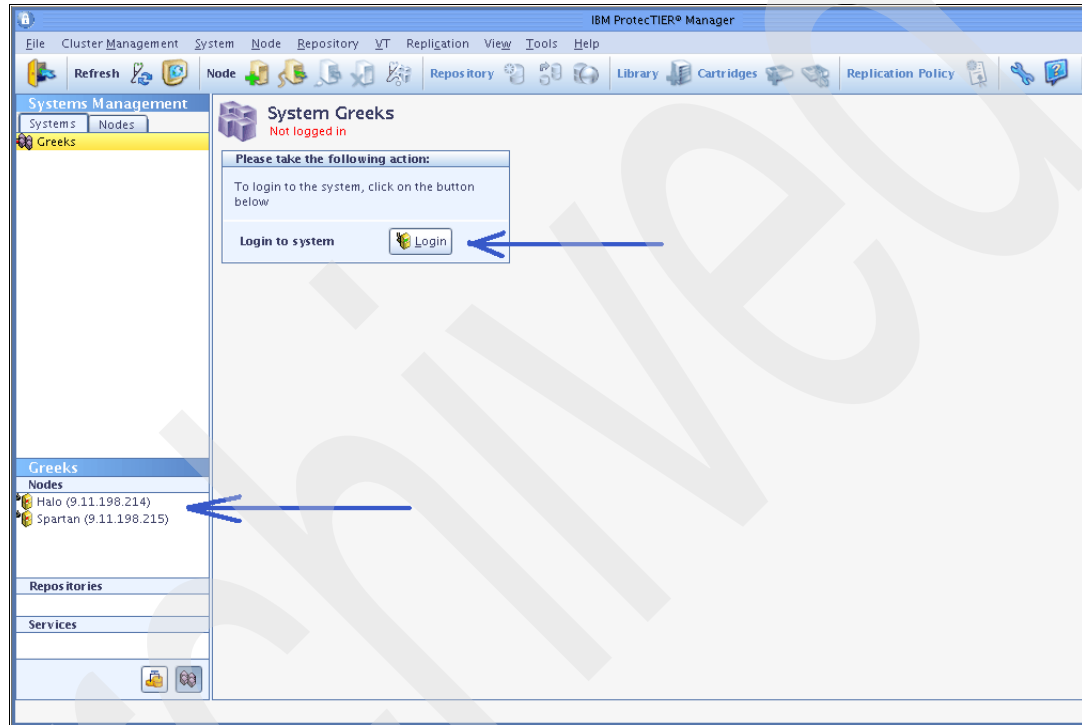 IBM ProtecTIER® Manager
File Cluster Management System Node Repository VT Replication View Tools Help
Refresh Node Repository Library Cartridges Replication Policy
Systems Management
Systems Nodes
Greeks
System Greeks
Not logged in
Please take the following action:
To login to the system, click on the button
below
Login to system Login
Greeks
Nodes
Halo (9.11.198.214)
Spartan (9.11.198.215)
Repositories
Services